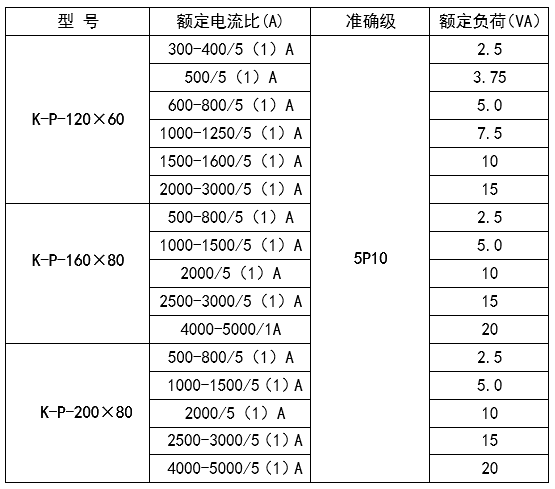 型 号 额定电流比(A) 准确级 额定负荷(VA)
300-400/5（1）A 2.5
500/5（1）A 3.75
600-800/5（1）A 5.0
K-P-120×60
1000-1250/5（1）A 7.5
1500-1600/5（1）A 10
2000-3000/5（1）A 15
500-800/5（1）A 2.5
1000-1500/5（1）A 5.0
K-P-160×80 5P10
2000/5（1）A 10
2500-3000/5（1）A 15
4000-5000/1A 20
500-800/5（1）A 2.5
1000-1500/5(1)A 5.0
K-P-200×80 2000/5（1）A 10
2500-3000/5(1)A 15
4000-5000/5(1)A 20